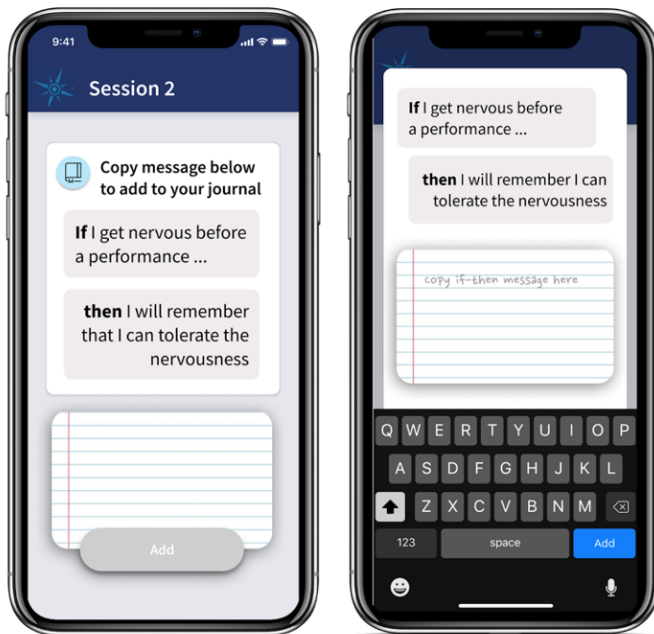 9:41
Session 2
Copy message below
to add to your journal
If I get nervous before
a performance ...
then I will remember
that I can tolerate the
nervousness
Add
If I get nervous before
a performance ...
then I will remember I can
tolerate the nervousness
copy if-then message here
Q W E R T Y U I O P
A S D F G H J K L
Z X C V B N M
123 space Add